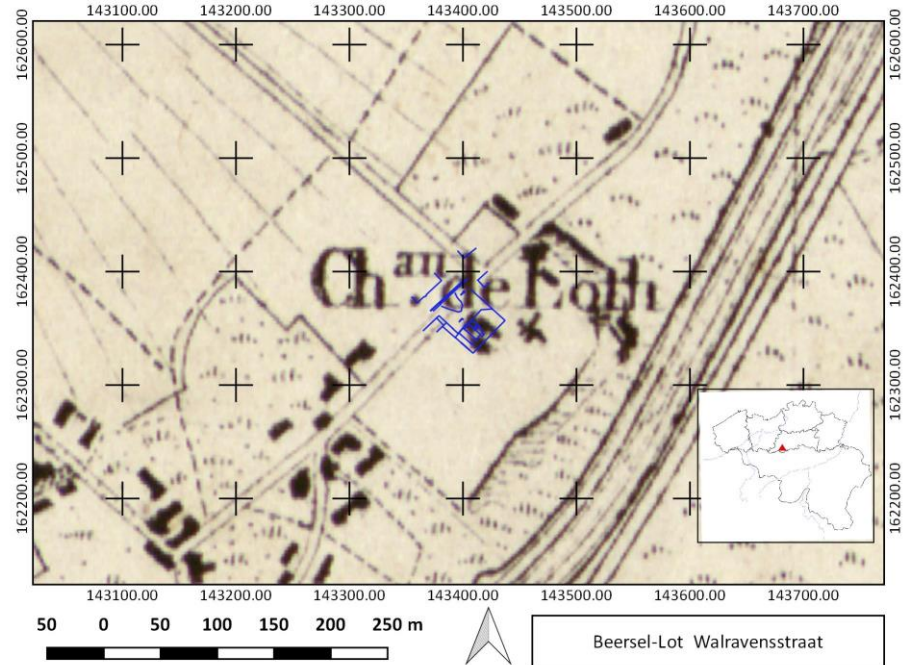 143100.00 143200.00 143300.00 143400.00 143500.00 143600.00 143700.00
162600.00 162600.00
162500.00 162500.00
162400.00 162400.00
Ch.au de Loth
162300.00 162300.00
162200.00 162200.00
143100.00 143200.00 143300.00 143400.00 143500.00 143600.00 143700.00
50 0 50 100 150 200 250 m
Beersel-Lot Walravensstraat